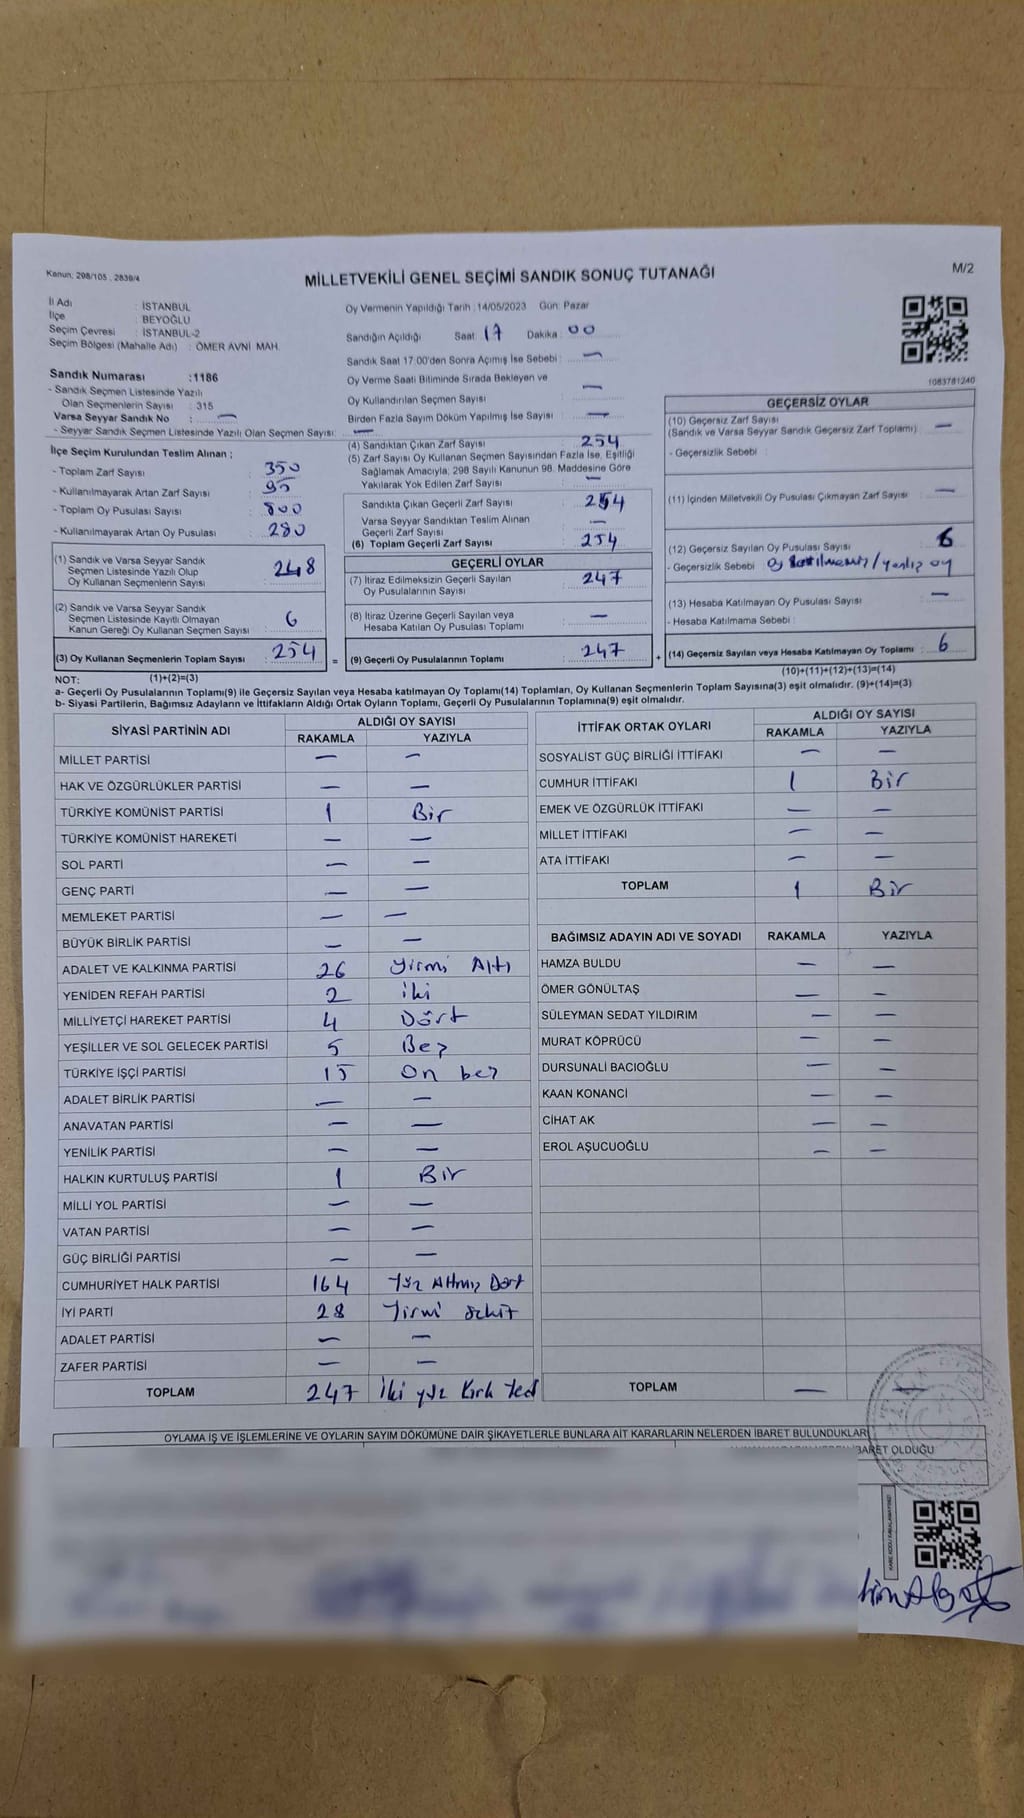 Kanun: 298/105 , 2839/4
MİLLETVEKİLİ GENEL SEÇİMİ SANDIK SONUÇ TUTANAĞI
M/2
İl Adı : İSTANBUL
İlçe : BEYOĞLU
Seçim Çevresi : İSTANBUL-2
Seçim Bölgesi (Mahalle Adı) : ÖMER AVNİ MAH.
Sandık Numarası :1186
- Sandık Seçmen Listesinde Yazılı
Olan Seçmenlerin Sayısı : 315
Varsa Seyyar Sandık No : —
- Seyyar Sandık Seçmen Listesinde Yazılı Olan Seçmen Sayısı: —
İlçe Seçim Kurulundan Teslim Alınan ;
- Toplam Zarf Sayısı : 350
- Kullanılmayarak Artan Zarf Sayısı : 95
- Toplam Oy Pusulası Sayısı : 800
- Kullanılmayarak Artan Oy Pusulası : 280
Oy Vermenin Yapıldığı Tarih : 14/05/2023 Gün: Pazar
Sandığın Açıldığı Saat 17 Dakika : 00
Sandık Saat 17:00'den Sonra Açımış İse Sebebi : —
Oy Verme Saati Bitiminde Sırada Bekleyen ve
Oy Kullandırılan Seçmen Sayısı : —
Birden Fazla Sayım Döküm Yapılmış İse Sayısı : —
(4) Sandıktan Çıkan Zarf Sayısı : 254
(5) Zarf Sayısı Oy Kullanan Seçmen Sayısından Fazla İse, Eşitliği
Sağlamak Amacıyla; 298 Sayılı Kanunun 98. Maddesine Göre
Yakılarak Yok Edilen Zarf Sayısı : —
Sandıkta Çıkan Geçerli Zarf Sayısı : 254
Varsa Seyyar Sandıktan Teslim Alınan
Geçerli Zarf Sayısı : —
(6) Toplam Geçerli Zarf Sayısı : 254
1083781240
GEÇERSİZ OYLAR
(10) Geçersiz Zarf Sayısı
(Sandık ve Varsa Seyyar Sandık Geçersiz Zarf Toplamı) : —
- Geçersizlik Sebebi :
(11) İçinden Milletvekili Oy Pusulası Çıkmayan Zarf Sayısı : —
(12) Geçersiz Sayılan Oy Pusulası Sayısı : 6
- Geçersizlik Sebebi : oy
(13) Hesaba Katılmayan Oy Pusulası Sayısı : —
- Hesaba Katılmama Sebebi :
(14) Geçersiz Sayılan veya Hesaba Katılmayan Oy Toplamı : 6
(10)+(11)+(12)+(13)=(14)
(1) Sandık ve Varsa Seyyar Sandık
Seçmen Listesinde Yazılı Olup
Oy Kullanan Seçmenlerin Sayısı : 248
(2) Sandık ve Varsa Seyyar Sandık
Seçmen Listesinde Kayıtlı Olmayan
Kanun Gereği Oy Kullanan Seçmen Sayısı : 6
(3) Oy Kullanan Seçmenlerin Toplam Sayısı : 254
(1)+(2)=(3)
=
GEÇERLİ OYLAR
(7) İtiraz Edilmeksizin Geçerli Sayılan
Oy Pusulalarının Sayısı : 247
(8) İtiraz Üzerine Geçerli Sayılan veya
Hesaba Katılan Oy Pusulası Toplamı : —
(9) Geçerli Oy Pusulalarının Toplamı : 247
+
NOT:
a- Geçerli Oy Pusulalarının Toplamı(9) ile Geçersiz Sayılan veya Hesaba katılmayan Oy Toplamı(14) Toplamları, Oy Kullanan Seçmenlerin Toplam Sayısına(3) eşit olmalıdır. (9)+(14)=(3)
b- Siyasi Partilerin, Bağımsız Adayların ve İttifakların Aldığı Ortak Oyların Toplamı, Geçerli Oy Pusulalarının Toplamına(9) eşit olmalıdır.
SİYASİ PARTİNİN ADI ALDIĞI OY SAYISI
RAKAMLA YAZIYLA
MİLLET PARTİSİ — —
HAK VE ÖZGÜRLÜKLER PARTİSİ — —
TÜRKİYE KOMÜNİST PARTİSİ 1 Bir
TÜRKİYE KOMÜNİST HAREKETİ — —
SOL PARTİ — —
GENÇ PARTİ — —
MEMLEKET PARTİSİ — —
BÜYÜK BİRLİK PARTİSİ — —
ADALET VE KALKINMA PARTİSİ 26 Yirmi Altı
YENİDEN REFAH PARTİSİ 2 iki
MİLLİYETÇİ HAREKET PARTİSİ 4 Dört
YEŞİLLER VE SOL GELECEK PARTİSİ 5 Beş
TÜRKİYE İŞÇİ PARTİSİ 15 On beş
ADALET BİRLİK PARTİSİ — —
ANAVATAN PARTİSİ — —
YENİLİK PARTİSİ — —
HALKIN KURTULUŞ PARTİSİ 1 Bir
MİLLİ YOL PARTİSİ — —
VATAN PARTİSİ — —
GÜÇ BİRLİĞİ PARTİSİ — —
CUMHURİYET HALK PARTİSİ 164 Yüz Altmış Dört
İYİ PARTİ 28 Yirmi sekiz
ADALET PARTİSİ — —
ZAFER PARTİSİ — —
TOPLAM 247 İki yüz Kırk Yed
İTTİFAK ORTAK OYLARI ALDIĞI OY SAYISI
RAKAMLA YAZIYLA
SOSYALİST GÜÇ BİRLİĞİ İTTİFAKI — —
CUMHUR İTTİFAKI 1 Bir
EMEK VE ÖZGÜRLÜK İTTİFAKI — —
MİLLET İTTİFAKI — —
ATA İTTİFAKI — —
TOPLAM 1 Bir
BAĞIMSIZ ADAYIN ADI VE SOYADI RAKAMLA YAZIYLA
HAMZA BULDU — —
ÖMER GÖNÜLTAŞ — —
SÜLEYMAN SEDAT YILDIRIM — —
MURAT KÖPRÜCÜ — —
DURSUNALİ BACIOĞLU — —
KAAN KONANCİ — —
CİHAT AK — —
EROL AŞUCUOĞLU — —
TOPLAM —
OYLAMA İŞ VE İŞLEMLERİNE VE OYLARIN SAYIM DÖKÜMÜNE DAİR ŞİKAYETLERLE BUNLARA AİT KARARLARIN NELERDEN İBARET BULUNDUKLAR
BARET OLDUĞU